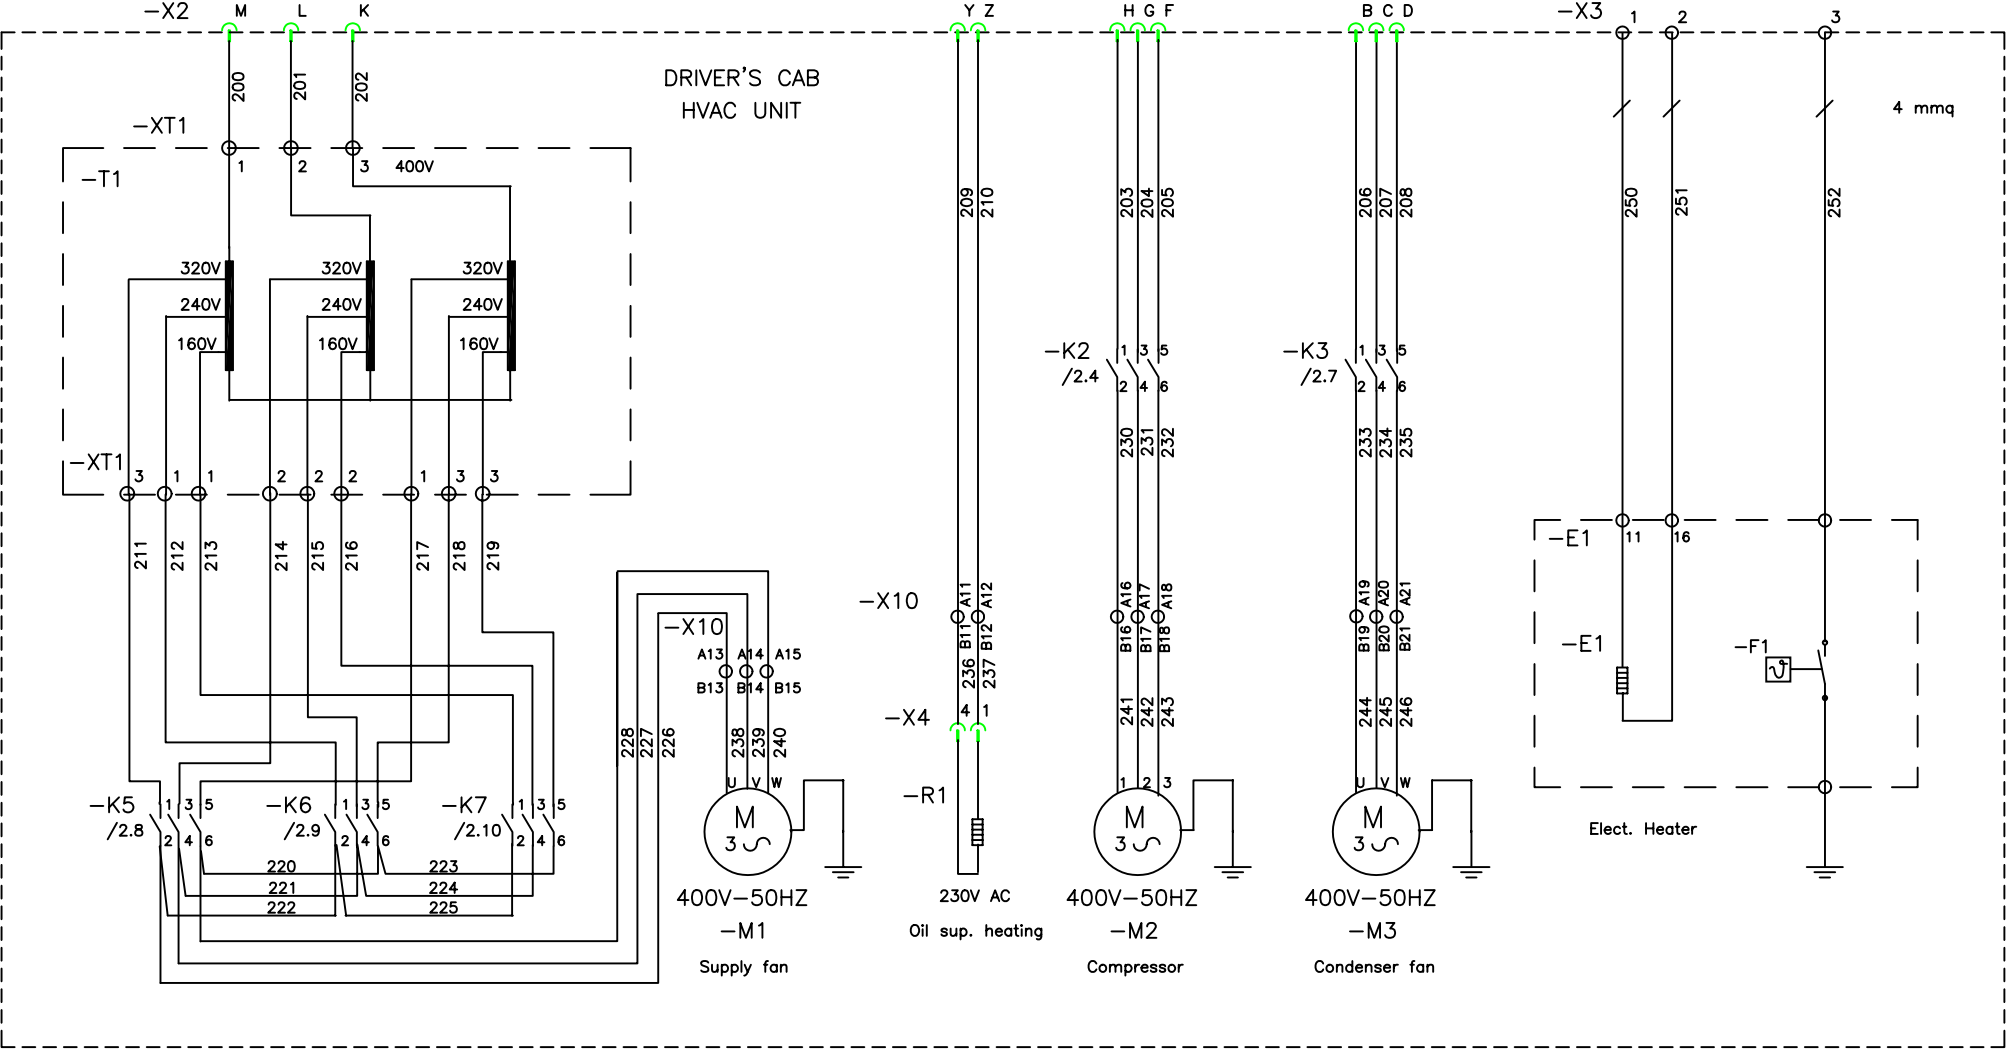 -X2 M L K Y Z H G F B C D -X3 1 2 3
200 201 202
DRIVER'S CAB
HVAC UNIT
4 mmq
-XT1
1 2 3 400V
-T1
209 210 203 204 205 206 207 208 250 251 252
320V 320V 320V
240V 240V 240V
160V 160V 160V
-K2 1 3 5
/2.4 2 4 6
-K3 1 3 5
/2.7 2 4 6
230 231 232 233 234 235
-XT1
3 1 1 2 2 2 1 3 3
211 212 213 214 215 216 217 218 219
-E1 11 16
-X10 A11 A12 A16 A17 A18 A19 A20 A21
B11 B12 B16 B17 B18 B19 B20 B21
-X10
A13 A14 A15
B13 B14 B15
236 237
-E1
-F1
-X4 4 1
241 242 243 244 245 246
228 227 226 238 239 240
U V W
1 2 3
U V W
-R1
-K5 1 3 5
/2.8 2 4 6
-K6 1 3 5
/2.9 2 4 6
-K7 1 3 5
/2.10 2 4 6
M
3
M
3
M
3
Elect. Heater
220 223
221 224
222 225
400V-50HZ
-M1
Supply fan
230V AC
Oil sup. heating
400V-50HZ
-M2
Compressor
400V-50HZ
-M3
Condenser fan